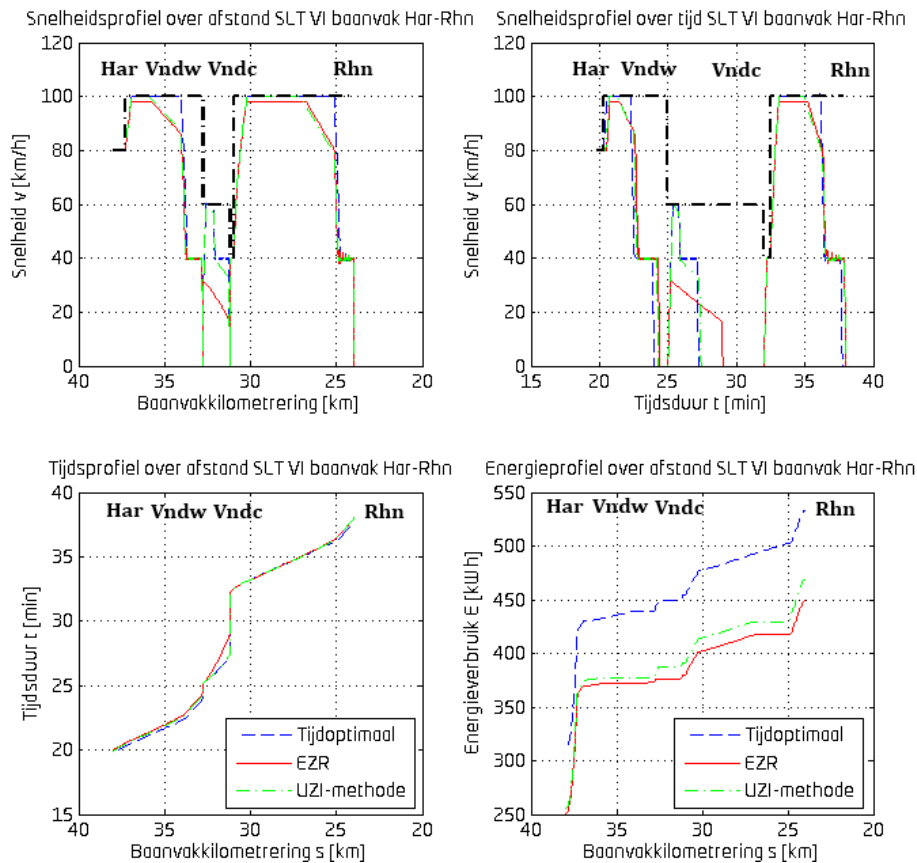 Snelheidsprofiel over afstand SLT VI baanvak Har-Rhn
100
80
60
40
20
0
Snelheid v [km/h]
Har Vndw Vndc Rhn
40 35 30 25 20
Baanvakkilometrering s [km]
Snelheidsprofiel over tijd SLT VI baanvak Har-Rhn
100
80
60
40
20
0
Snelheid v [km/h]
Har Vndw Vndc Rhn
15 20 25 30 35 40
Tijdsduur t [min]
Tijdsprofiel over afstand SLT VI baanvak Har-Rhn
40
35
30
25
20
15
Tijdsduur t [min]
Har Vndw Vndc Rhn
Tijdoptimaal
EZR
UZI-methode
40 35 30 25 20
Baanvakkilometrering s [km]
Energieprofiel over afstand SLT VI baanvak Har-Rhn
550
500
450
400
350
300
250
Energieverbruik E [kWh]
Har Vndw Vndc Rhn
Tijdoptimaal
EZR
UZI-methode
40 35 30 25 20
Baanvakkilometrering s [km]